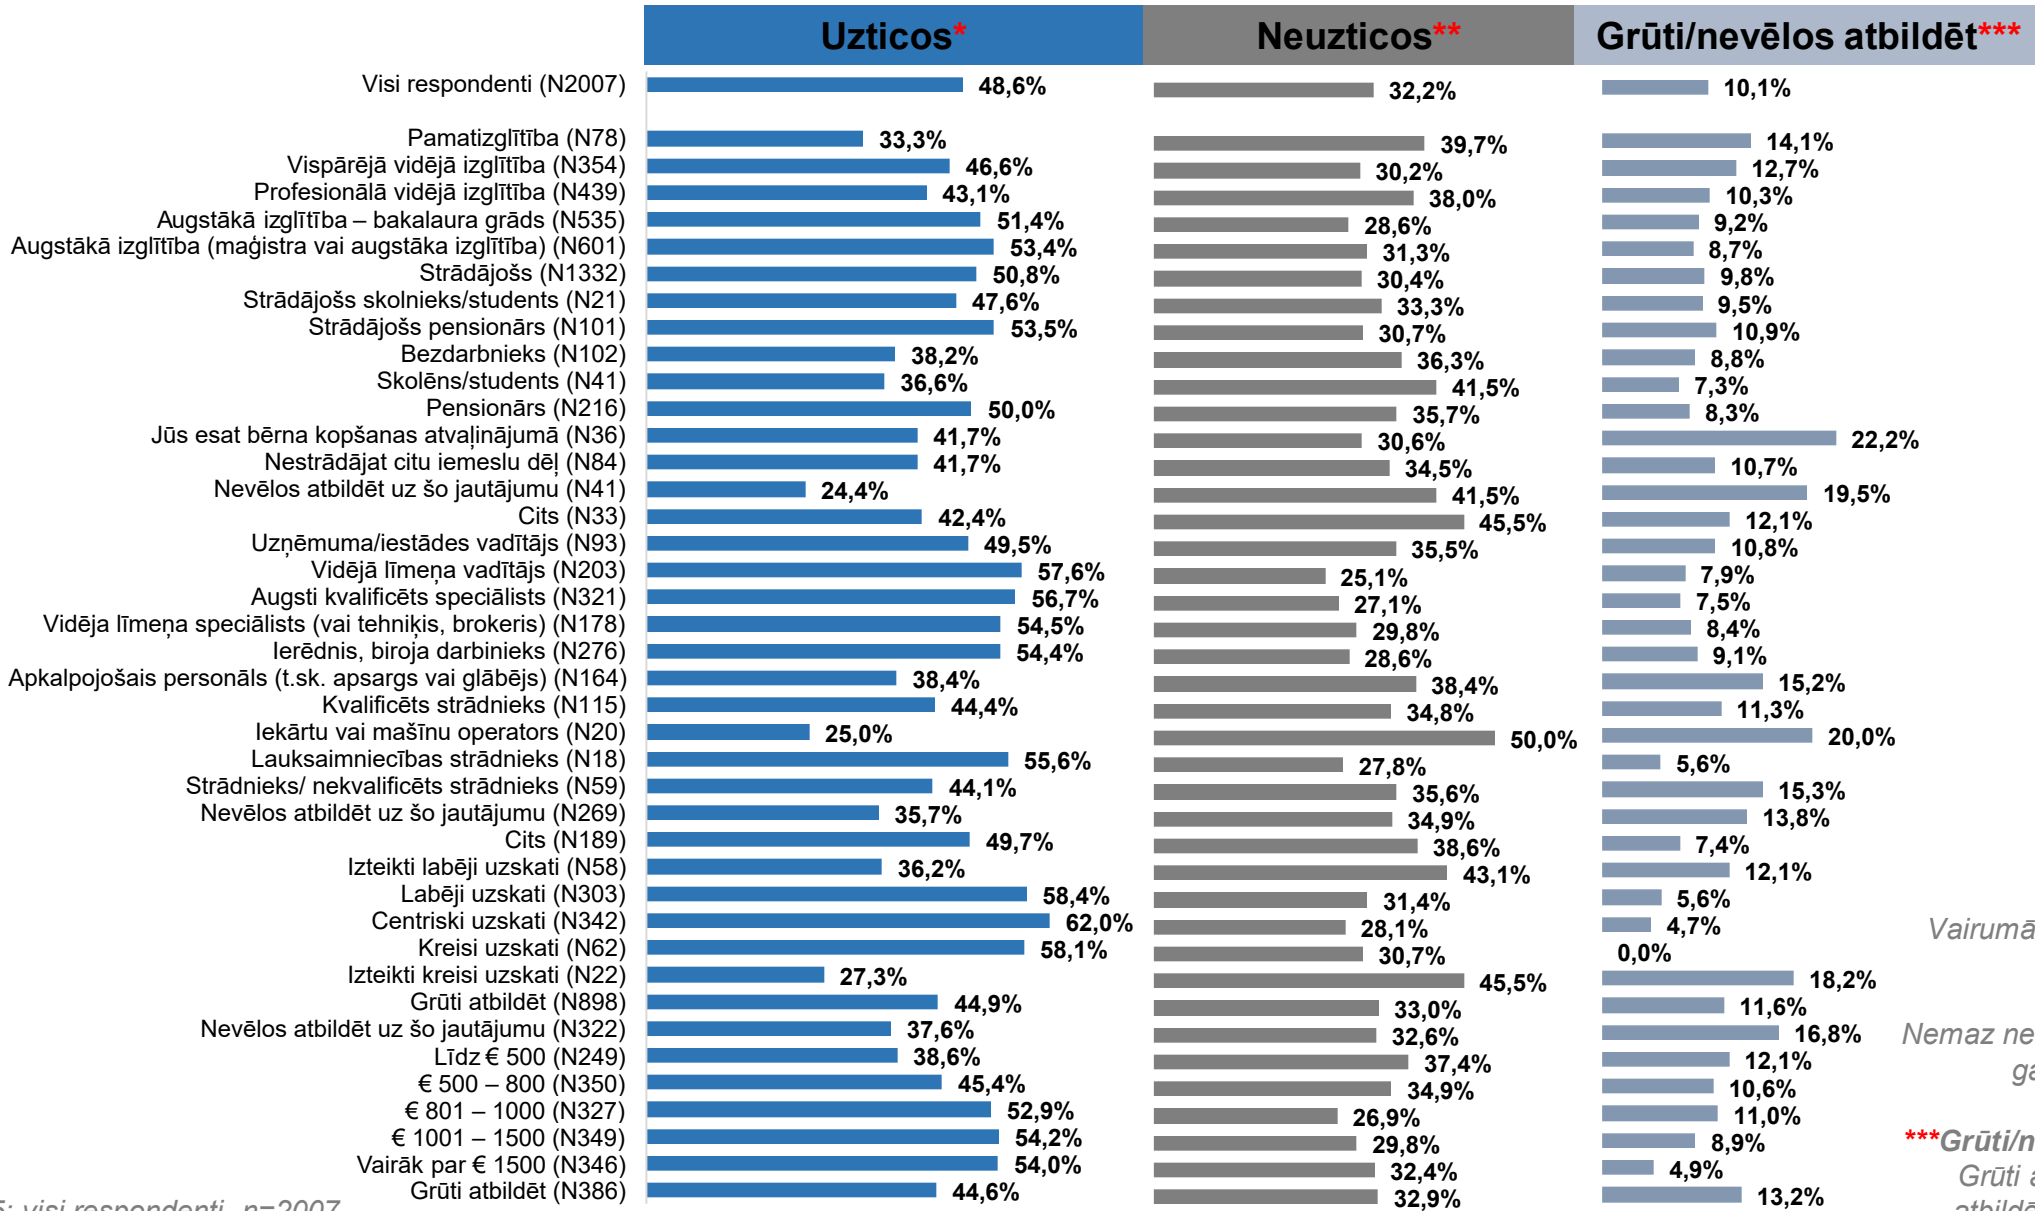 Uzticos* Neuzticos** Grūti/nevēlos atbildēt***
Visi respondenti (N2007) 48,6% 32,2% 10,1%
Pamatizglītība (N78) 33,3% 39,7% 14,1%
Vispārējā vidējā izglītība (N354) 46,6% 30,2% 12,7%
Profesionālā vidējā izglītība (N439) 43,1% 38,0% 10,3%
Augstākā izglītība – bakalaura grāds (N535) 51,4% 28,6% 9,2%
Augstākā izglītība (maģistra vai augstāka izglītība) (N601) 53,4% 31,3% 8,7%
Strādājošs (N1332) 50,8% 30,4% 9,8%
Strādājošs skolnieks/students (N21) 47,6% 33,3% 9,5%
Strādājošs pensionārs (N101) 53,5% 30,7% 10,9%
Bezdarbnieks (N102) 38,2% 36,3% 8,8%
Skolēns/students (N41) 36,6% 41,5% 7,3%
Pensionārs (N216) 50,0% 35,7% 8,3%
Jūs esat bērna kopšanas atvaļinājumā (N36) 41,7% 30,6% 22,2%
Nestrādājat citu iemeslu dēļ (N84) 41,7% 34,5% 10,7%
Nevēlos atbildēt uz šo jautājumu (N41) 24,4% 41,5% 19,5%
Cits (N33) 42,4% 45,5% 12,1%
Uzņēmuma/iestādes vadītājs (N93) 49,5% 35,5% 10,8%
Vidējā līmeņa vadītājs (N203) 57,6% 25,1% 7,9%
Augsti kvalificēts speciālists (N321) 56,7% 27,1% 7,5%
Vidēja līmeņa speciālists (vai tehniķis, brokeris) (N178) 54,5% 29,8% 8,4%
Ierēdnis, biroja darbinieks (N276) 54,4% 28,6% 9,1%
Apkalpojošais personāls (t.sk. apsargs vai glābējs) (N164) 38,4% 38,4% 15,2%
Kvalificēts strādnieks (N115) 44,4% 34,8% 11,3%
Iekārtu vai mašīnu operators (N20) 25,0% 50,0% 20,0%
Lauksaimniecības strādnieks (N18) 55,6% 27,8% 5,6%
Strādnieks/ nekvalificēts strādnieks (N59) 44,1% 35,6% 15,3%
Nevēlos atbildēt uz šo jautājumu (N269) 35,7% 34,9% 13,8%
Cits (N189) 49,7% 38,6% 7,4%
Izteikti labēji uzskati (N58) 36,2% 43,1% 12,1%
Labēji uzskati (N303) 58,4% 31,4% 5,6%
Centriski uzskati (N342) 62,0% 28,1% 4,7% Vairumā
Kreisi uzskati (N62) 58,1% 30,7% 0,0%
Izteikti kreisi uzskati (N22) 27,3% 45,5% 18,2%
Grūti atbildēt (N898) 44,9% 33,0% 11,6%
Nevēlos atbildēt uz šo jautājumu (N322) 37,6% 32,6% 16,8% Nemaz ne
Līdz € 500 (N249) 38,6% 37,4% 12,1%
€ 500 – 800 (N350) 45,4% 34,9% 10,6% ga
€ 801 – 1000 (N327) 52,9% 26,9% 11,0%
€ 1001 – 1500 (N349) 54,2% 29,8% 8,9% ***Grūti/n
Vairāk par € 1500 (N346) 54,0% 32,4% 4,9% Grūti a
Grūti atbildēt (N386) 44,6% 32,9% 13,2% atbildē
visi respondenti, n=2007